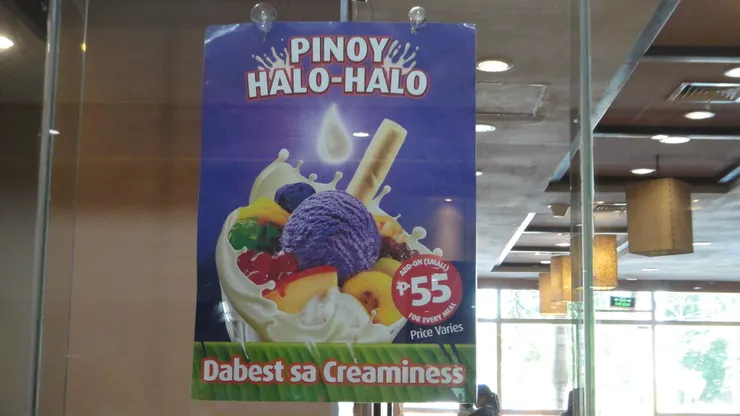 PINOY
HALO-HALO
ADD-ON (SMALL)
₱55
FOR EVERY MEAL
Price Varies
Dabest sa Creaminess